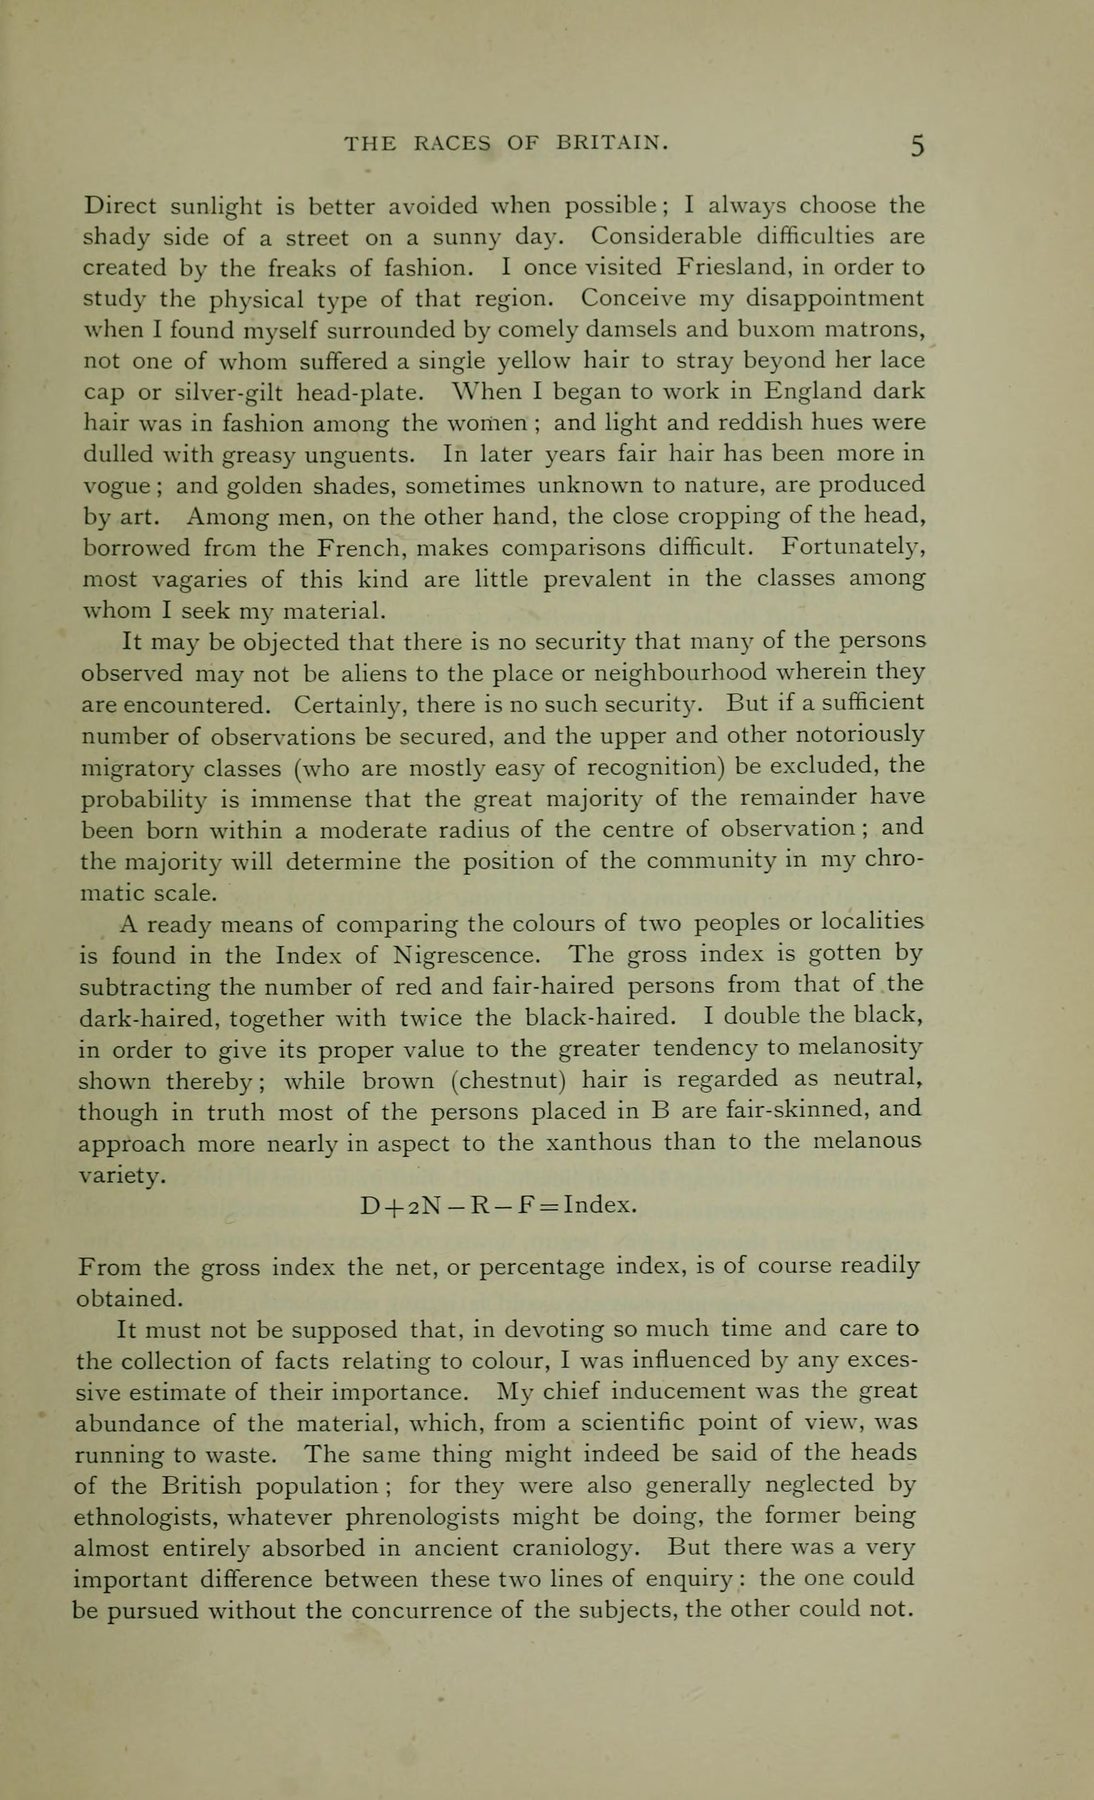 THE RACES OF BRITAIN. 5
Direct sunlight is better avoided when possible; I always choose the
shady side of a street on a sunny day. Considerable difficulties are
created by the freaks of fashion. I once visited Friesland, in order to
study the physical type of that region. Conceive my disappointment
when I found myself surrounded by comely damsels and buxom matrons,
not one of whom suffered a single yellow hair to stray beyond her lace
cap or silver-gilt head-plate. When I began to work in England dark
hair was in fashion among the women ; and light and reddish hues were
dulled with greasy unguents. In later years fair hair has been more in
vogue ; and golden shades, sometimes unknown to nature, are produced
by art. Among men, on the other hand, the close cropping of the head,
borrowed from the French, makes comparisons difficult. Fortunately,
most vagaries of this kind are little prevalent in the classes among
whom I seek my material.
It may be objected that there is no security that many of the persons
observed may not be aliens to the place or neighbourhood wherein they
are encountered. Certainly, there is no such security. But if a sufficient
number of observations be secured, and the upper and other notoriously
migratory classes (who are mostly easy of recognition) be excluded, the
probability is immense that the great majority of the remainder have
been born within a moderate radius of the centre of observation ; and
the majority will determine the position of the community in my chro-
matic scale.
A ready means of comparing the colours of two peoples or localities
is found in the Index of Nigrescence. The gross index is gotten by
subtracting the number of red and fair-haired persons from that of the
dark-haired, together with twice the black-haired. I double the black,
in order to give its proper value to the greater tendency to melanosity
shown thereby; while brown (chestnut) hair is regarded as neutral,
though in truth most of the persons placed in B are fair-skinned, and
approach more nearly in aspect to the xanthous than to the melanous
variety.
D+2N – R – F = Index.
From the gross index the net, or percentage index, is of course readily
obtained.
It must not be supposed that, in devoting so much time and care to
the collection of facts relating to colour, I was influenced by any exces-
sive estimate of their importance. My chief inducement was the great
abundance of the material, which, from a scientific point of view, was
running to waste. The same thing might indeed be said of the heads
of the British population ; for they were also generally neglected by
ethnologists, whatever phrenologists might be doing, the former being
almost entirely absorbed in ancient craniology. But there was a very
important difference between these two lines of enquiry : the one could
be pursued without the concurrence of the subjects, the other could not.